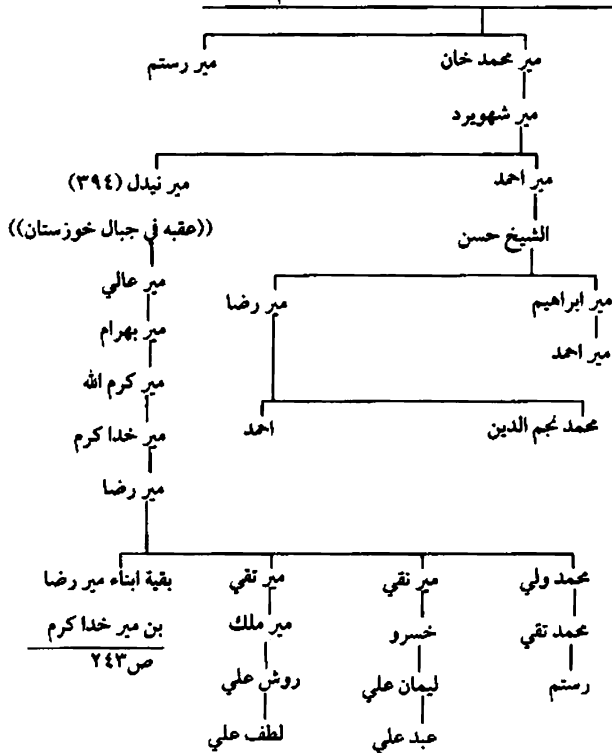 مير محمد خان مير رستم
مير شهويرد
مير احمد مير نيدل (٣٩٤)
الشيخ حسن ((عقبه في جبال خوزستان))
مير ابراهيم مير رضا مير عالي
مير احمد مير بهرام
مير كرم الله
محمد نجم الدين احمد مير خدا كرم
مير رضا
محمد ولي مير نقي مير تقي بقية ابناء مير رضا
محمد تقي خسرو مير ملك بن مير خدا كرم
رستم ليمان علي روش علي ص٢٤٣
عبد علي لطف علي